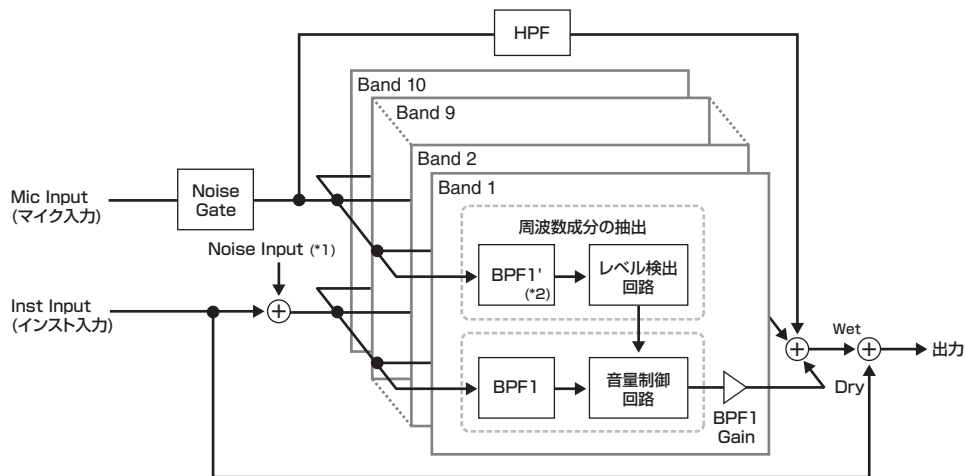 HPF
Band 10
Band 9
Band 2
Band 1
Mic Input
(マイク入力)
Noise
Gate
周波数成分の抽出
Noise Input (*1)
BPF1'
(*2)
レベル検出
回路
Inst Input
(インスト入力)
Wet
出力
BPF1
音量制御
回路
Dry
BPF1
Gain